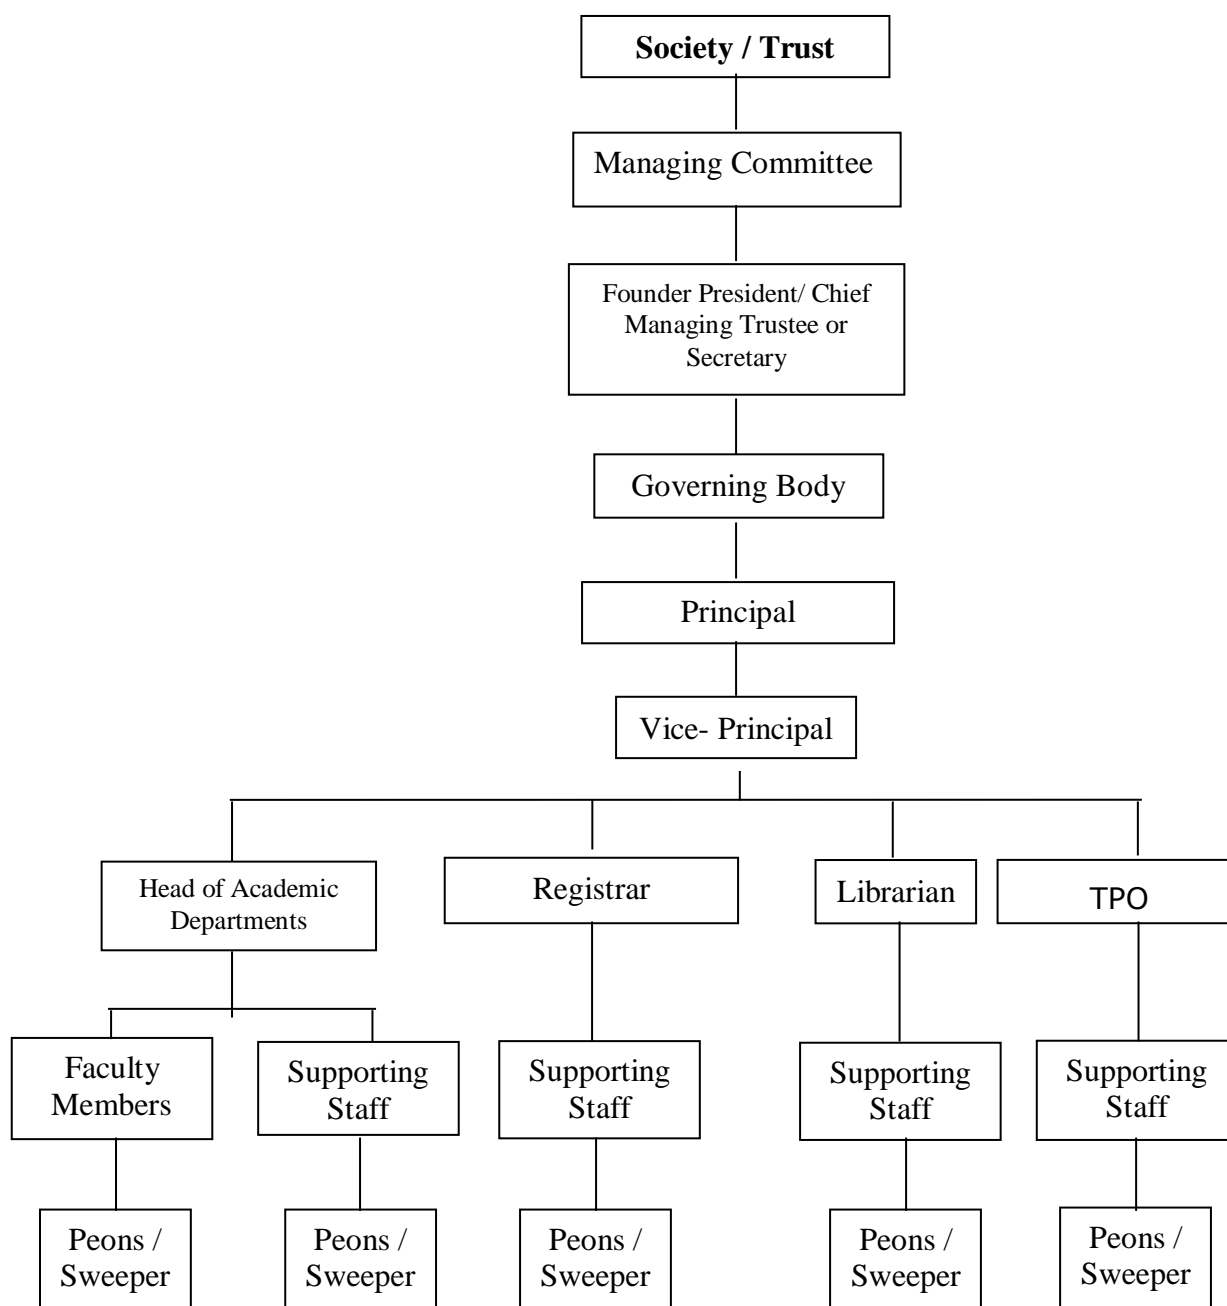 Society / Trust
Managing Committee
Founder President/ Chief
Managing Trustee or
Secretary
Governing Body
Principal
Vice- Principal
Head of Academic
Departments
Registrar
Librarian
TPO
Faculty
Members
Supporting
Staff
Supporting
Staff
Supporting
Staff
Supporting
Staff
Peons /
Sweeper
Peons /
Sweeper
Peons /
Sweeper
Peons /
Sweeper
Peons /
Sweeper